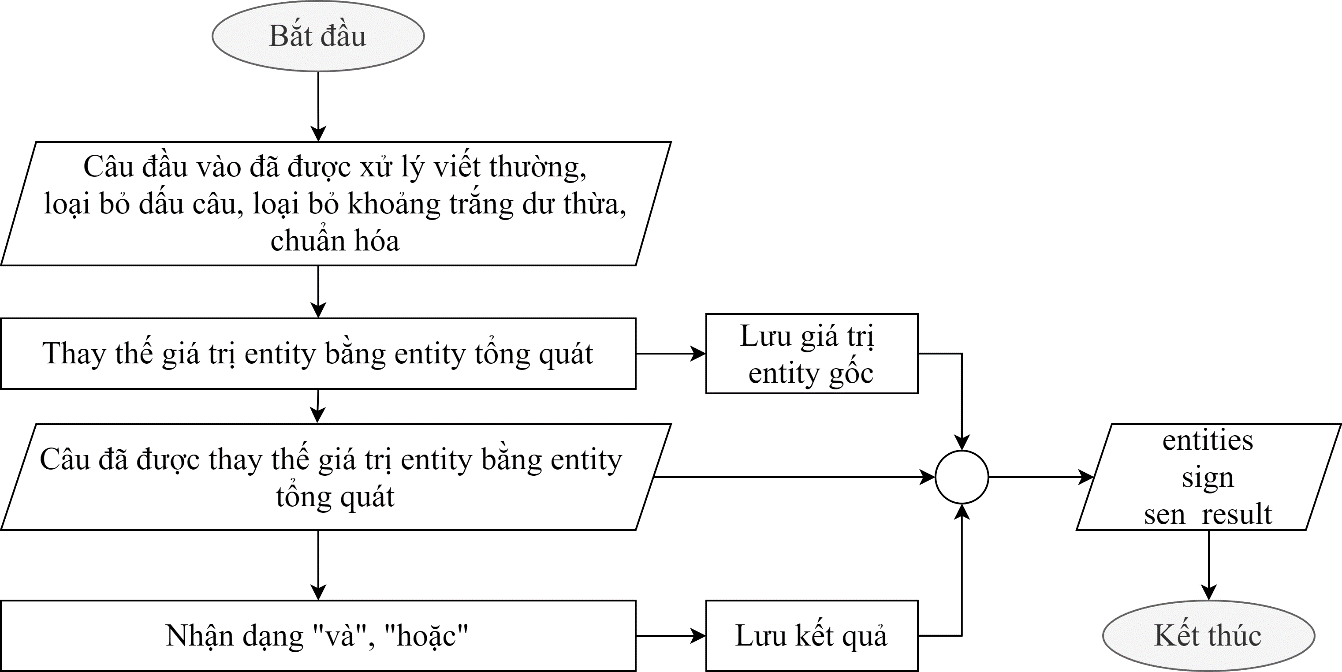 Bắt đầu
Câu đầu vào đã được xử lý viết thường,
loại bỏ dấu câu, loại bỏ khoảng trắng dư thừa,
chuẩn hóa
Thay thế giá trị entity bằng entity tổng quát
Lưu giá trị
entity gốc
Câu đã được thay thế giá trị entity bằng entity
tổng quát
entities
sign
sen_result
Nhận dạng "và", "hoặc"
Lưu kết quả
Kết thúc